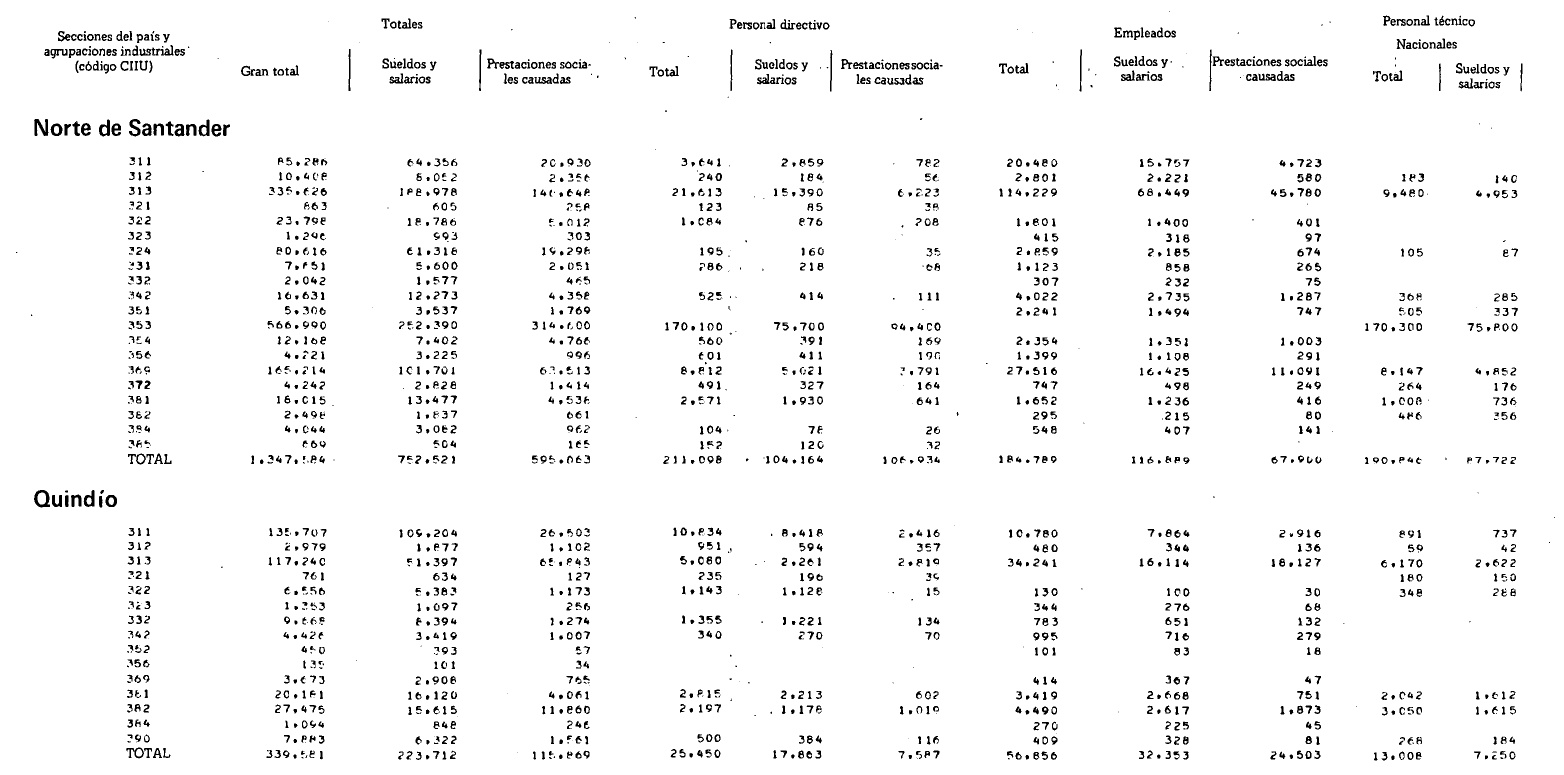 Secciones del país y agrupaciones industriales (código CIIU) Totales Personal directivo Empleados Personal técnico
Nacionales
Gran total Sueldos y salarios Prestaciones sociales causadas Total Sueldos y salarios Prestaciones sociales causadas Total Sueldos y salarios Prestaciones sociales causadas Total Sueldos y salarios
Norte de Santander
311 85.286 64.356 20.930 3.641 2.859 782 20.480 15.757 4.723
312 10.408 8.052 2.356 240 184 56 2.801 2.221 580 183 140
313 335.626 188.978 146.648 21.613 15.390 6.223 114.229 68.449 45.780 9.480 4.953
321 863 605 258 123 85 38
322 23.798 18.786 5.012 1.084 876 208 1.801 1.400 401
323 1.296 993 303 415 318 97
324 80.616 61.318 19.298 195 160 35 2.859 2.185 674 105 87
331 7.651 5.600 2.051 286 218 68 1.123 858 265
332 2.042 1.577 465 307 232 75
342 16.631 12.273 4.358 525 414 111 4.022 2.735 1.287 368 285
351 5.306 3.537 1.769 2.241 1.494 747 505 337
353 566.990 252.390 314.600 170.100 75.700 94.400 170.300 75.800
354 12.168 7.402 4.766 560 391 169 2.354 1.351 1.003
356 4.221 3.225 996 601 411 190 1.399 1.108 291
369 165.214 101.701 63.513 8.812 5.021 3.791 27.516 16.425 11.091 8.147 4.852
372 4.242 2.828 1.414 491 327 164 747 498 249 264 176
381 18.015 13.477 4.538 2.571 1.930 641 1.652 1.236 416 1.008 736
382 2.498 1.837 661 295 215 80 486 356
384 4.044 3.082 962 104 78 26 548 407 141
385 669 504 165 152 120 32
TOTAL 1.347.584 752.521 595.063 211.098 104.164 106.934 184.789 116.889 67.900 190.846 87.722
Quindío
311 135.707 109.204 26.503 10.834 8.418 2.416 10.780 7.864 2.916 891 737
312 2.979 1.877 1.102 951 594 357 480 344 136 59 42
313 117.240 51.397 65.843 5.080 2.261 2.819 34.241 16.114 18.127 6.170 2.622
321 761 634 127 235 196 39 180 150
322 6.556 5.383 1.173 1.143 1.128 15 130 100 30 348 288
323 1.353 1.097 256 344 276 68
332 9.668 8.394 1.274 1.355 1.221 134 783 651 132
342 4.426 3.419 1.007 340 270 70 995 716 279
352 450 393 57 101 83 18
356 135 101 34
369 3.673 2.908 765 414 367 47
381 20.181 16.120 4.061 2.815 2.213 602 3.419 2.668 751 2.042 1.612
382 27.475 15.615 11.860 2.197 1.178 1.019 4.490 2.617 1.873 3.050 1.615
384 1.094 848 246 270 225 45
390 7.883 6.322 1.561 500 384 116 409 328 81 268 184
TOTAL 339.581 223.712 115.869 25.450 17.863 7.587 56.856 32.353 24.503 13.008 7.250